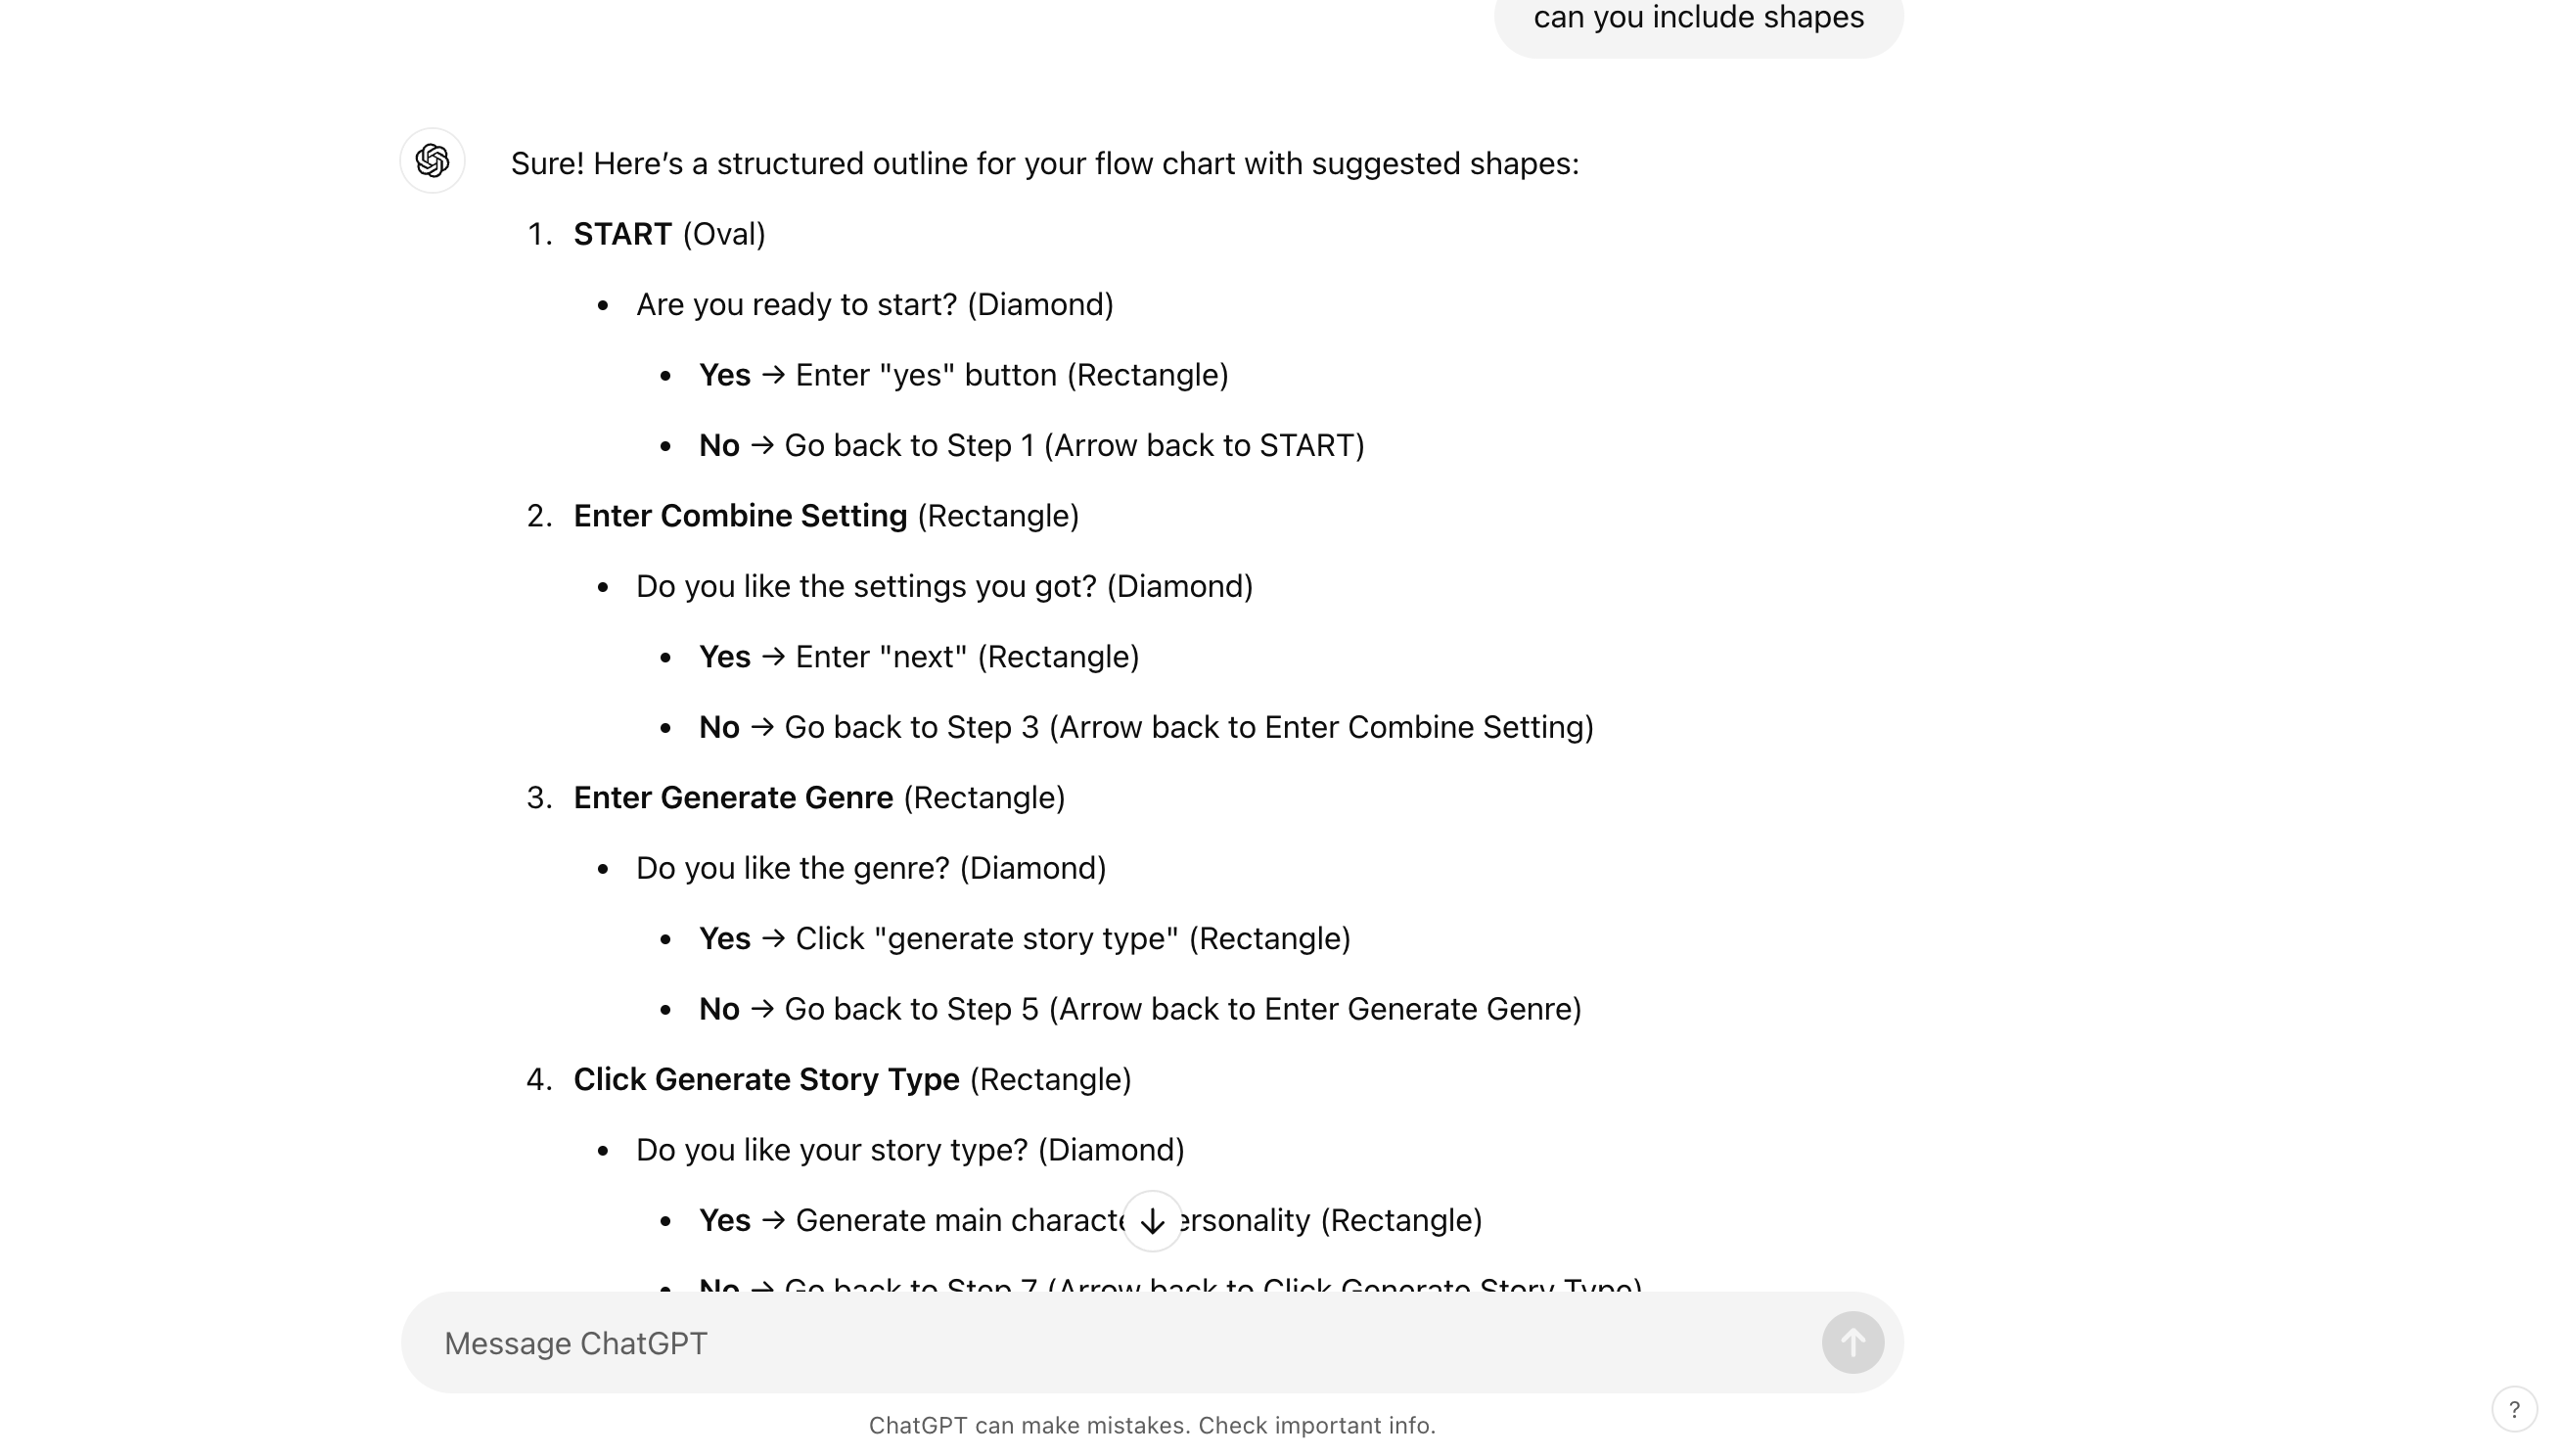 can you include shapes
Sure! Here’s a structured outline for your flow chart with suggested shapes:
1. START (Oval)
• Are you ready to start? (Diamond)
• Yes → Enter "yes" button (Rectangle)
• No → Go back to Step 1 (Arrow back to START)
2. Enter Combine Setting (Rectangle)
• Do you like the settings you got? (Diamond)
• Yes → Enter "next" (Rectangle)
• No → Go back to Step 3 (Arrow back to Enter Combine Setting)
3. Enter Generate Genre (Rectangle)
• Do you like the genre? (Diamond)
• Yes → Click "generate story type" (Rectangle)
• No → Go back to Step 5 (Arrow back to Enter Generate Genre)
4. Click Generate Story Type (Rectangle)
• Do you like your story type? (Diamond)
• Yes → Generate main characte ersonality (Rectangle)
• No → Go back to Step 7 (Arrow back to Click Generate Story Type)
Message ChatGPT
ChatGPT can make mistakes. Check important info.
?